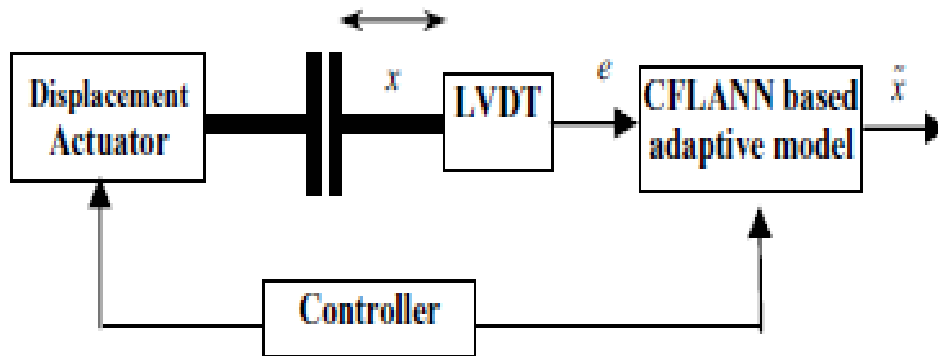 Displacement
Actuator
x
LVDT
e
CFLANN based
adaptive model
x̃
Controller